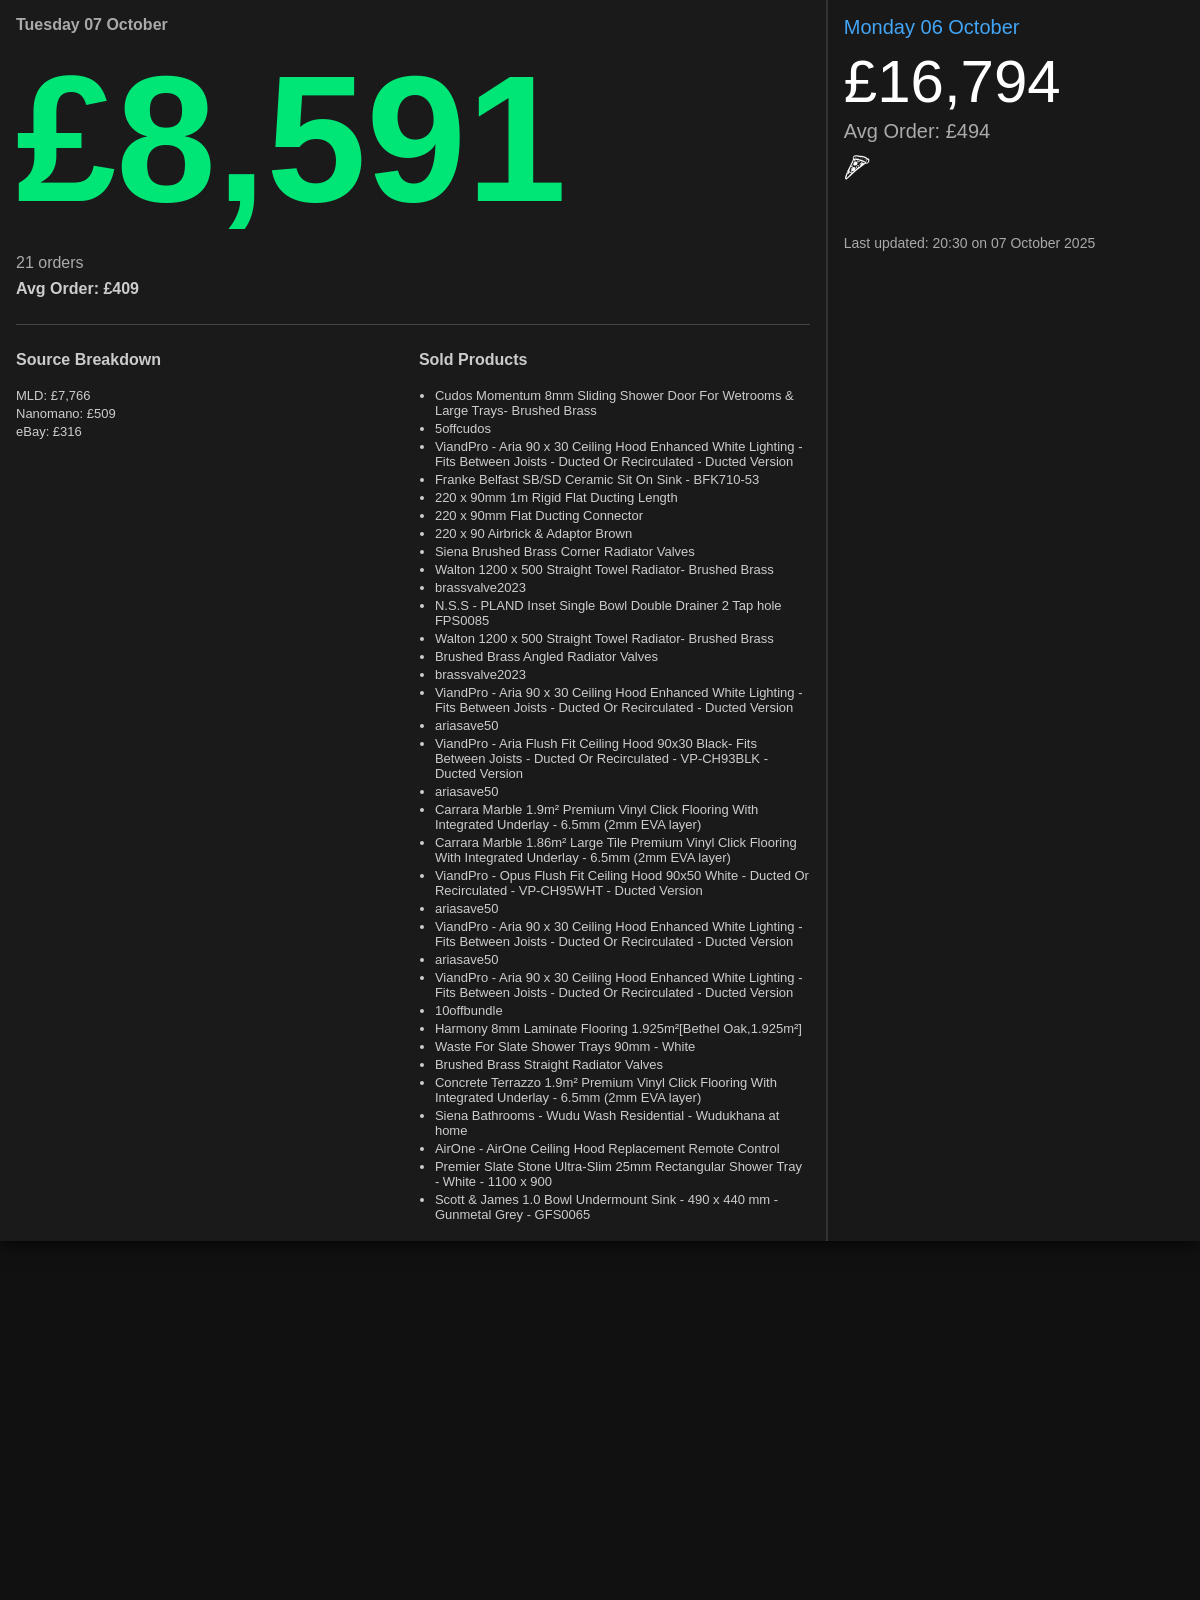 Tuesday 07 October
£8,591
21 orders
Avg Order: £409
Source Breakdown
MLD: £7,766
Nanomano: £509
eBay: £316
Sold Products
Cudos Momentum 8mm Sliding Shower Door For Wetrooms &
Large Trays- Brushed Brass
5offcudos
ViandPro - Aria 90 x 30 Ceiling Hood Enhanced White Lighting -
Fits Between Joists - Ducted Or Recirculated - Ducted Version
Franke Belfast SB/SD Ceramic Sit On Sink - BFK710-53
220 x 90mm 1m Rigid Flat Ducting Length
220 x 90mm Flat Ducting Connector
220 x 90 Airbrick & Adaptor Brown
Siena Brushed Brass Corner Radiator Valves
Walton 1200 x 500 Straight Towel Radiator- Brushed Brass
brassvalve2023
N.S.S - PLAND Inset Single Bowl Double Drainer 2 Tap hole
FPS0085
Walton 1200 x 500 Straight Towel Radiator- Brushed Brass
Brushed Brass Angled Radiator Valves
brassvalve2023
ViandPro - Aria 90 x 30 Ceiling Hood Enhanced White Lighting -
Fits Between Joists - Ducted Or Recirculated - Ducted Version
ariasave50
ViandPro - Aria Flush Fit Ceiling Hood 90x30 Black- Fits
Between Joists - Ducted Or Recirculated - VP-CH93BLK -
Ducted Version
ariasave50
Carrara Marble 1.9m² Premium Vinyl Click Flooring With
Integrated Underlay - 6.5mm (2mm EVA layer)
Carrara Marble 1.86m² Large Tile Premium Vinyl Click Flooring
With Integrated Underlay - 6.5mm (2mm EVA layer)
ViandPro - Opus Flush Fit Ceiling Hood 90x50 White - Ducted Or
Recirculated - VP-CH95WHT - Ducted Version
ariasave50
ViandPro - Aria 90 x 30 Ceiling Hood Enhanced White Lighting -
Fits Between Joists - Ducted Or Recirculated - Ducted Version
ariasave50
ViandPro - Aria 90 x 30 Ceiling Hood Enhanced White Lighting -
Fits Between Joists - Ducted Or Recirculated - Ducted Version
10offbundle
Harmony 8mm Laminate Flooring 1.925m²[Bethel Oak,1.925m²]
Waste For Slate Shower Trays 90mm - White
Brushed Brass Straight Radiator Valves
Concrete Terrazzo 1.9m² Premium Vinyl Click Flooring With
Integrated Underlay - 6.5mm (2mm EVA layer)
Siena Bathrooms - Wudu Wash Residential - Wudukhana at
home
AirOne - AirOne Ceiling Hood Replacement Remote Control
Premier Slate Stone Ultra-Slim 25mm Rectangular Shower Tray
- White - 1100 x 900
Scott & James 1.0 Bowl Undermount Sink - 490 x 440 mm -
Gunmetal Grey - GFS0065
Monday 06 October
£16,794
Avg Order: £494
Last updated: 20:30 on 07 October 2025